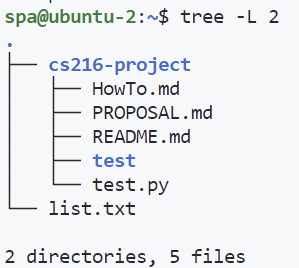 spa@ubuntu-2:~$ tree -L 2
.
├── cs216-project
│   ├── HowTo.md
│   ├── PROPOSAL.md
│   ├── README.md
│   ├── test
│   └── test.py
└── list.txt

2 directories, 5 files